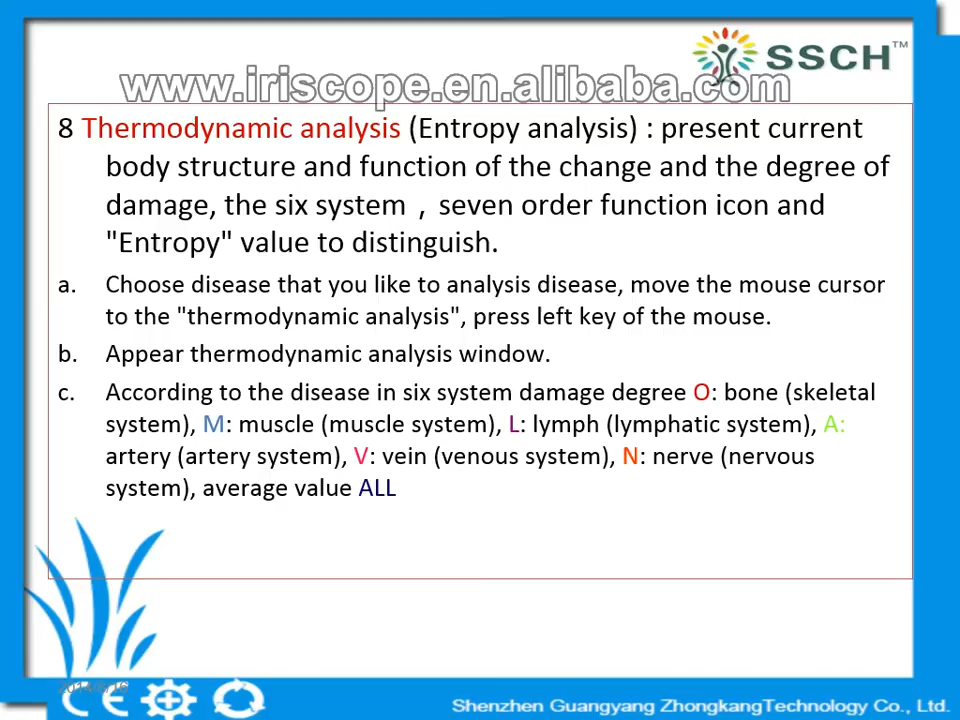 SSCH™
www.iriscope.en.alibaba.com
8 Thermodynamic analysis (Entropy analysis) : present current
body structure and function of the change and the degree of
damage, the six system，seven order function icon and
"Entropy" value to distinguish.
a. Choose disease that you like to analysis disease, move the mouse cursor
to the "thermodynamic analysis", press left key of the mouse.
b. Appear thermodynamic analysis window.
c. According to the disease in six system damage degree O: bone (skeletal
system), M: muscle (muscle system), L: lymph (lymphatic system), A:
artery (artery system), V: vein (venous system), N: nerve (nervous
system), average value ALL
CE
Shenzhen Guangyang ZhongkangTechnology Co., Ltd.